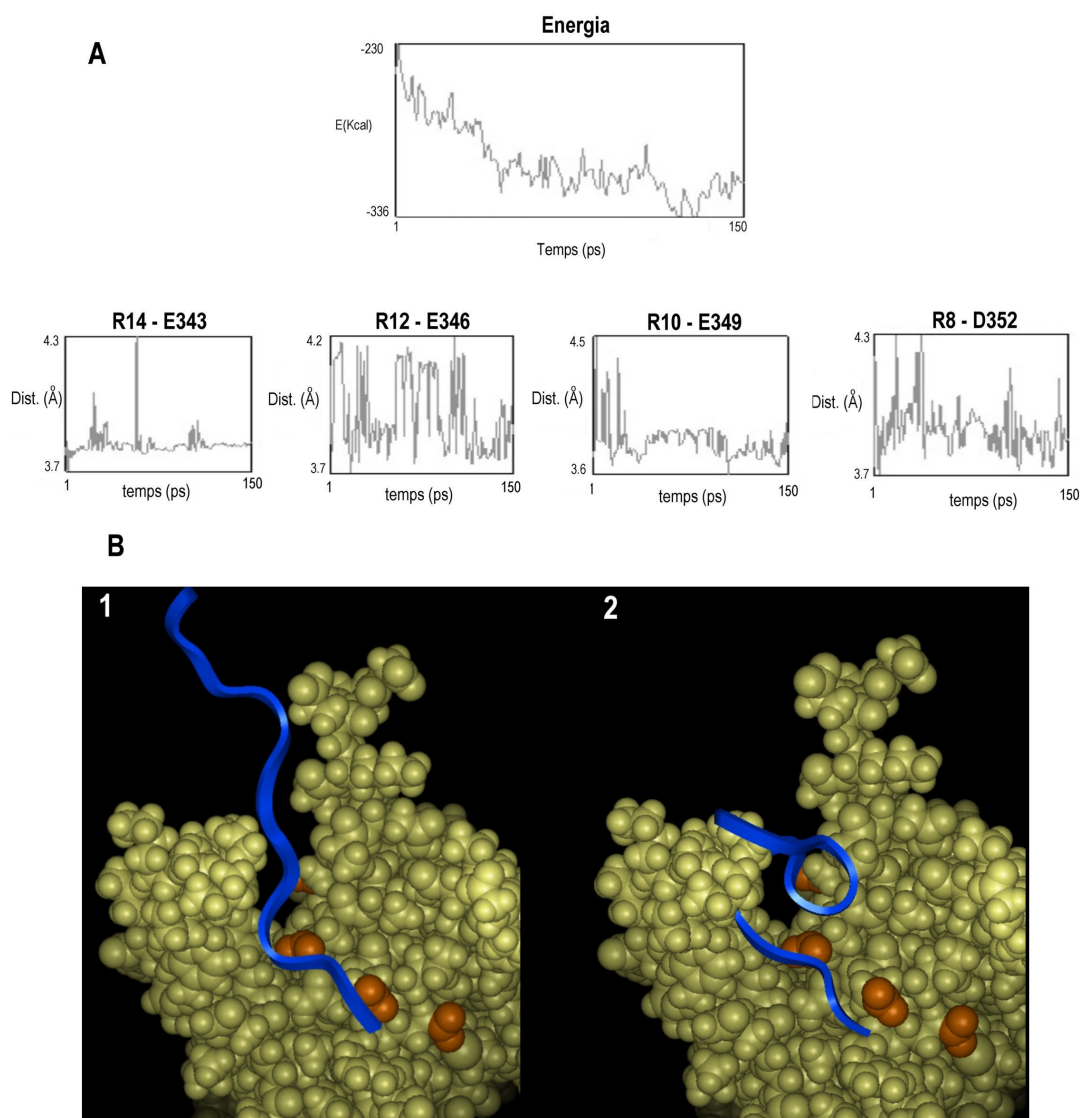 A
Energia
-230
E(Kcal)
-336
1
150
Temps (ps)
R14 - E343
4.3
Dist. (Å)
3.7
1
150
temps (ps)
R12 - E346
4.2
Dist. (Å)
3.7
1
150
temps (ps)
R10 - E349
4.5
Dist. (Å)
3.6
1
150
temps (ps)
R8 - D352
4.3
Dist. (Å)
3.7
1
150
temps (ps)
B
1
2